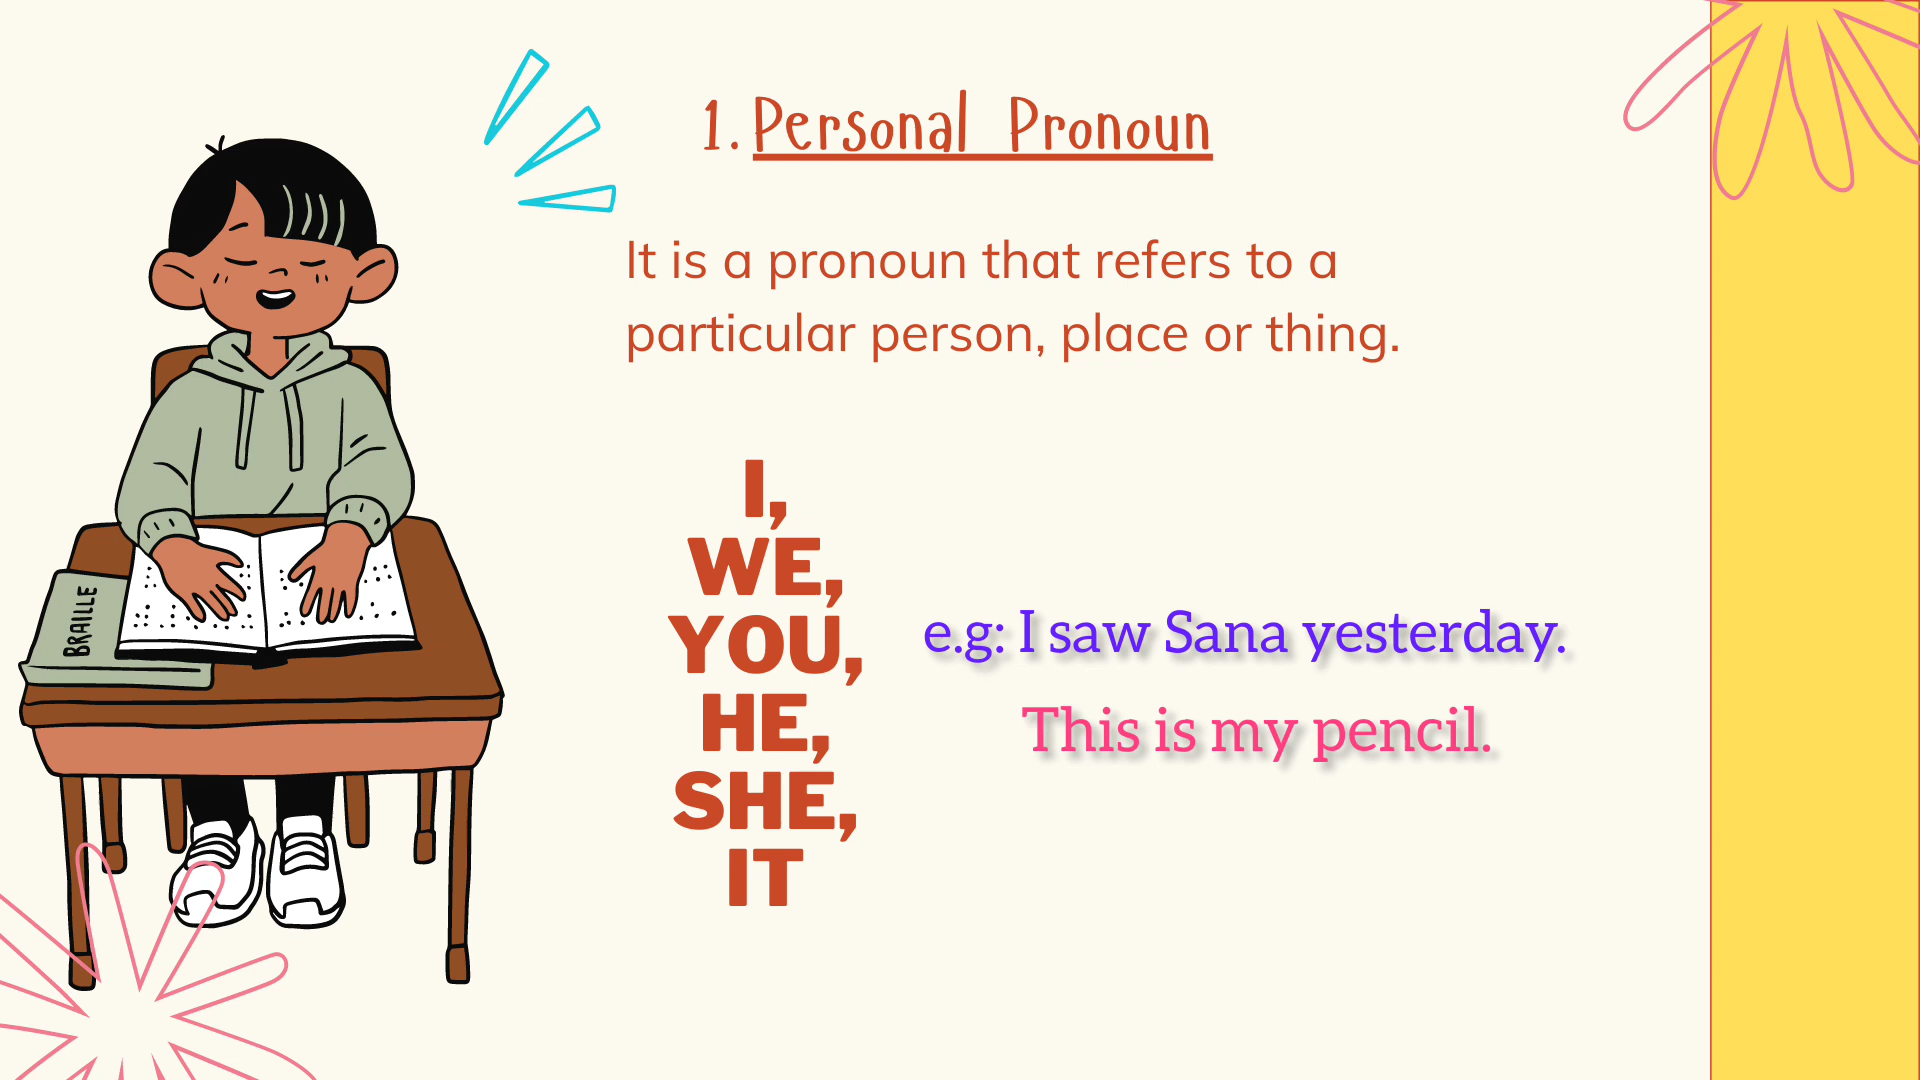 1. Personal Pronoun
It is a pronoun that refers to a
particular person, place or thing.
I,
WE,
YOU,
HE,
SHE,
IT
e.g: I saw Sana yesterday.
This is my pencil.
BRAILLE